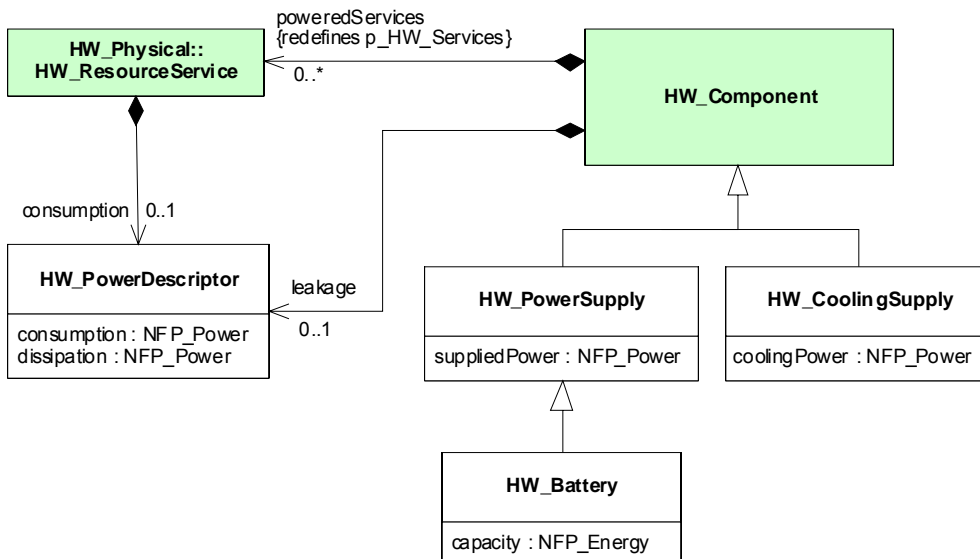 poweredServices
{redefines p_HW_Services}
0..*
HW_Physical::
HW_ResourceService
HW_Component
consumption
0..1
HW_PowerDescriptor
consumption : NFP_Power
dissipation : NFP_Power
leakage
0..1
HW_PowerSupply
suppliedPower : NFP_Power
HW_CoolingSupply
coolingPower : NFP_Power
HW_Battery
capacity : NFP_Energy